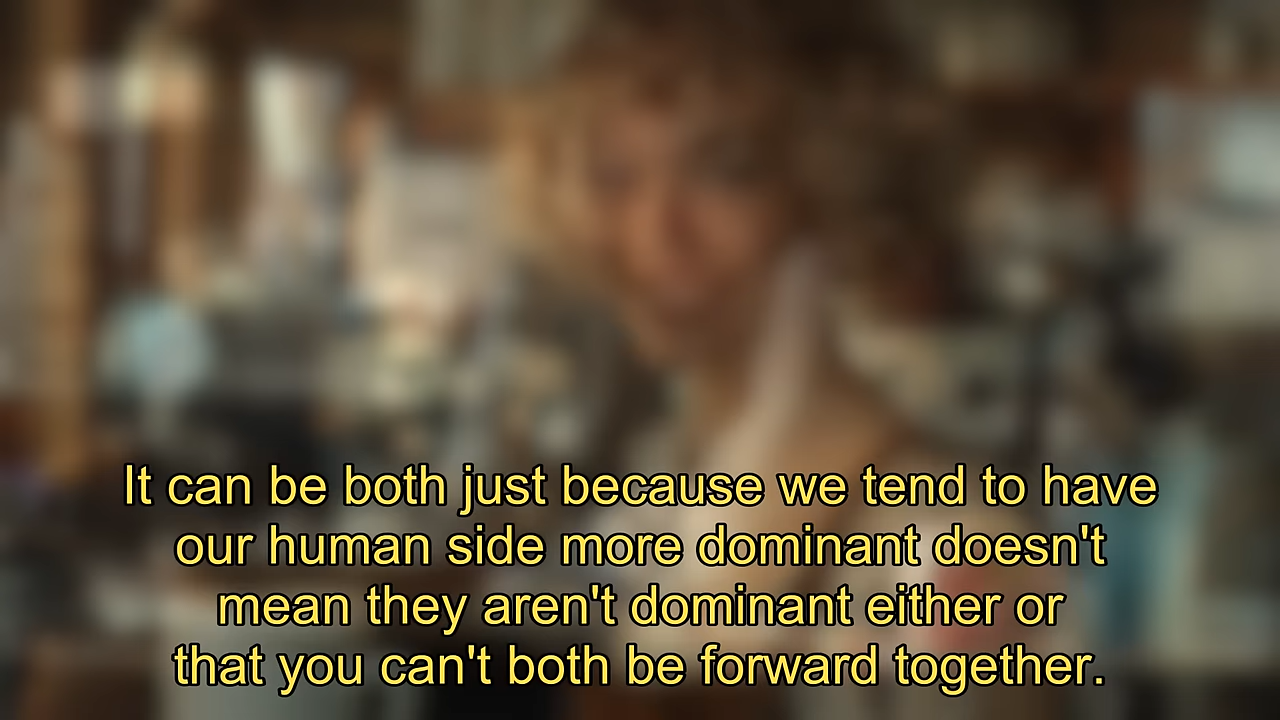 It can be both just because we tend to have
our human side more dominant doesn't
mean they aren't dominant either or
that you can't both be forward together.